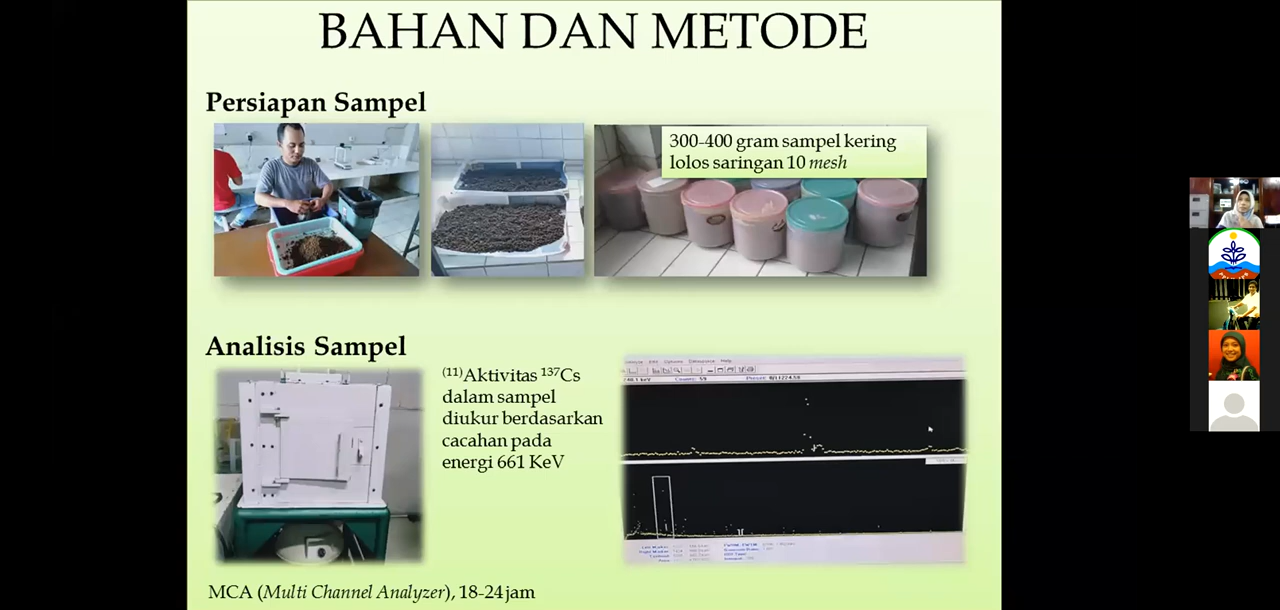 BAHAN DAN METODE
Persiapan Sampel
300-400 gram sampel kering
lolos saringan 10 mesh
Analisis Sampel
(11)Aktivitas 137Cs
dalam sampel
diukur berdasarkan
cacahan pada
energi 661 KeV
MCA (Multi Channel Analyzer), 18-24 jam